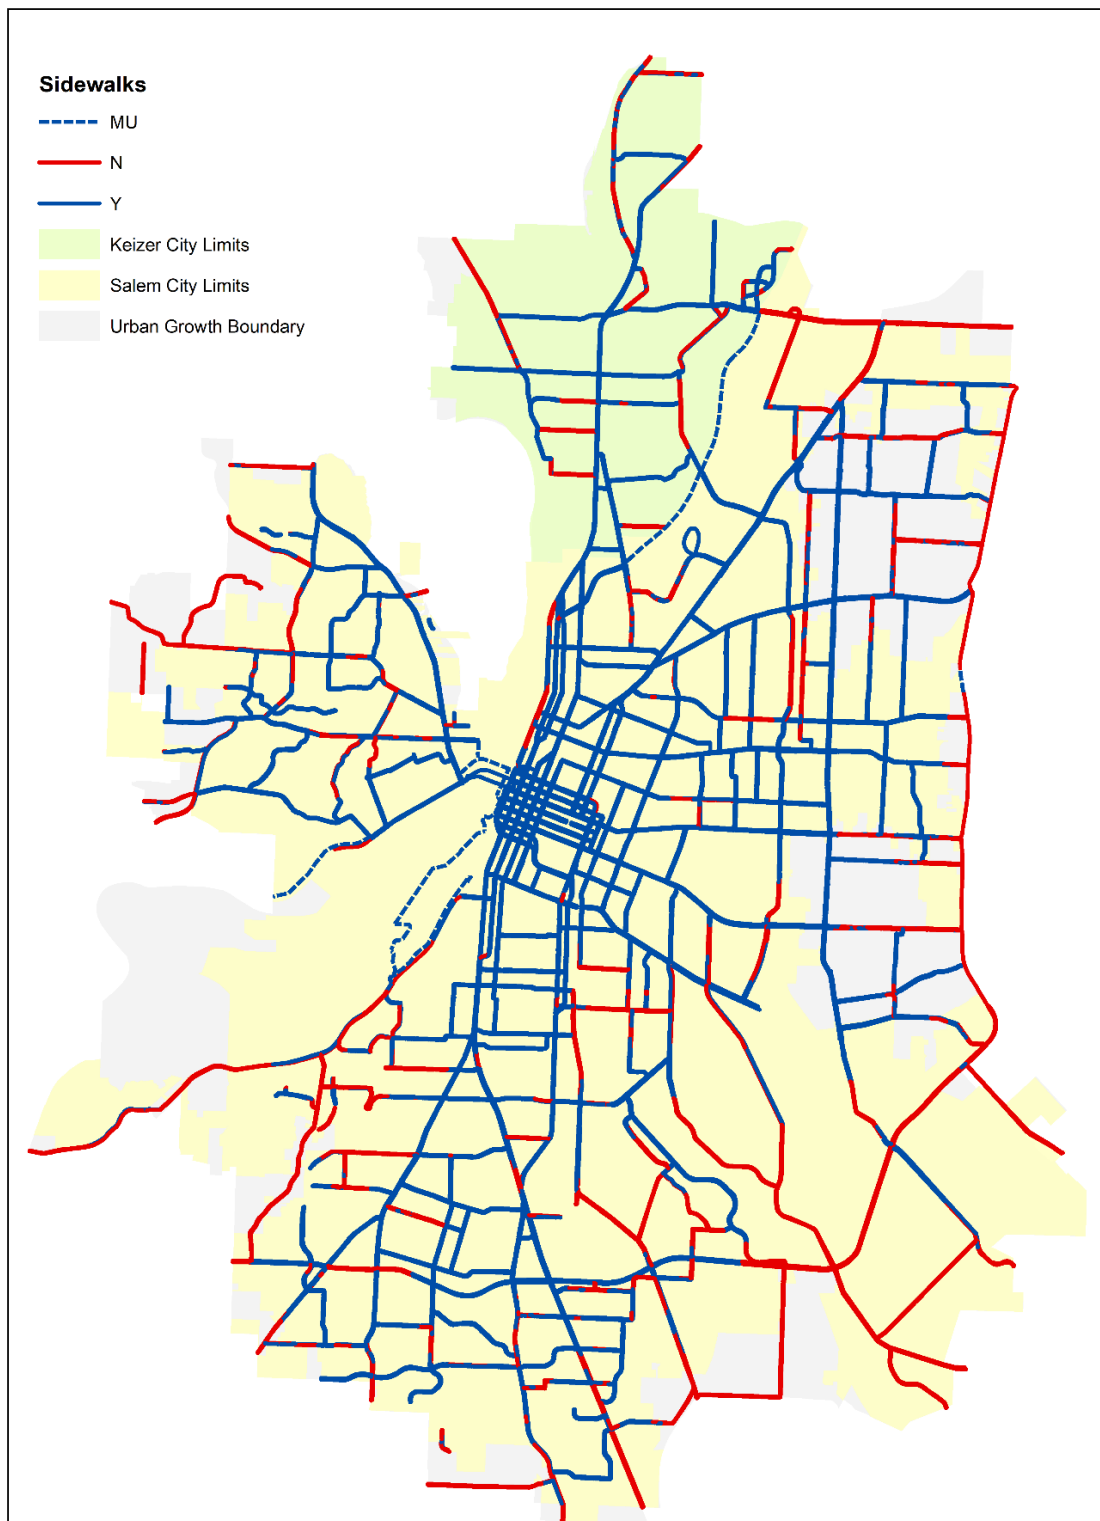 Sidewalks
MU
N
Y
Keizer City Limits
Salem City Limits
Urban Growth Boundary